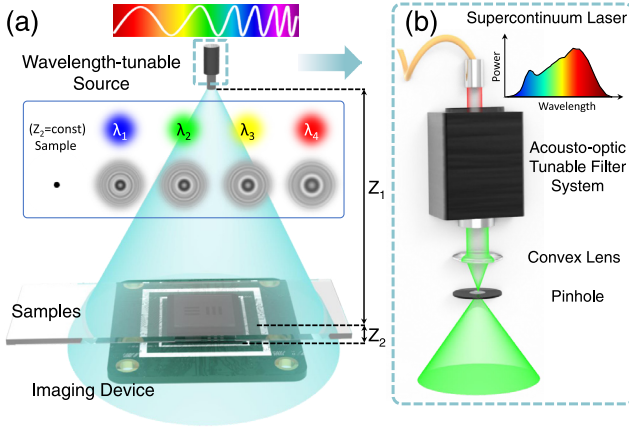 (a)
Wavelength-tunable
Source
(Z₂=const)
Sample
λ₁
λ₂
λ₃
λ₄
Z₁
Samples
Z₂
Imaging Device
(b)
Supercontinuum Laser
Power
Wavelength
Acousto-optic
Tunable Filter
System
Convex Lens
Pinhole